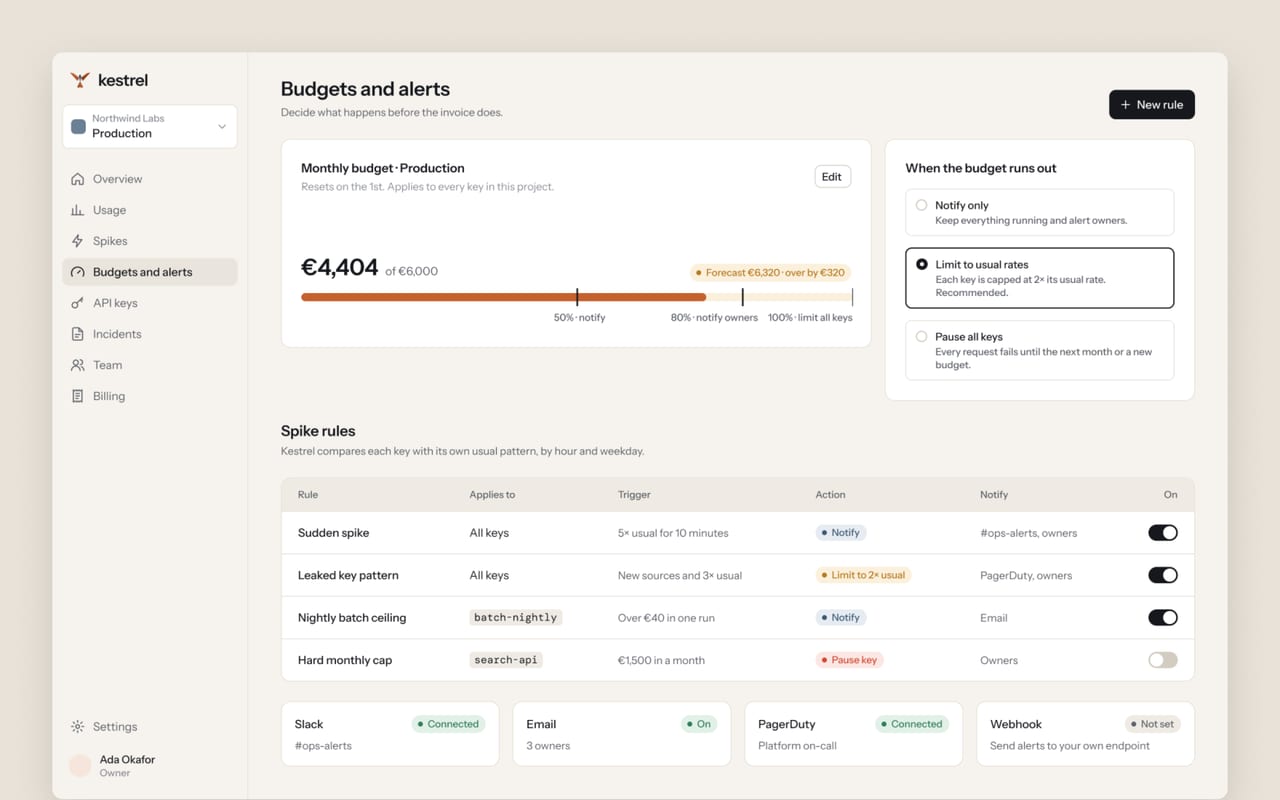 kestrel
Northwind Labs
Production
Overview
Usage
Spikes
Budgets and alerts
API keys
Incidents
Team
Billing
Settings
Ada Okafor
Owner
Budgets and alerts
Decide what happens before the invoice does.
+ New rule
Monthly budget · Production
Resets on the 1st. Applies to every key in this project.
Edit
€4,404 of €6,000
Forecast €6,320 · over by €320
50% · notify
80% · notify owners
100% · limit all keys
When the budget runs out
Notify only
Keep everything running and alert owners.
Limit to usual rates
Each key is capped at 2× its usual rate.
Recommended.
Pause all keys
Every request fails until the next month or a new
budget.
Spike rules
Kestrel compares each key with its own usual pattern, by hour and weekday.
Rule Applies to Trigger Action Notify On
Sudden spike All keys 5× usual for 10 minutes Notify #ops-alerts, owners
Leaked key pattern All keys New sources and 3× usual Limit to 2× usual PagerDuty, owners
Nightly batch ceiling batch-nightly Over €40 in one run Notify Email
Hard monthly cap search-api €1,500 in a month Pause key Owners
Slack Connected
#ops-alerts
Email On
3 owners
PagerDuty Connected
Platform on-call
Webhook Not set
Send alerts to your own endpoint